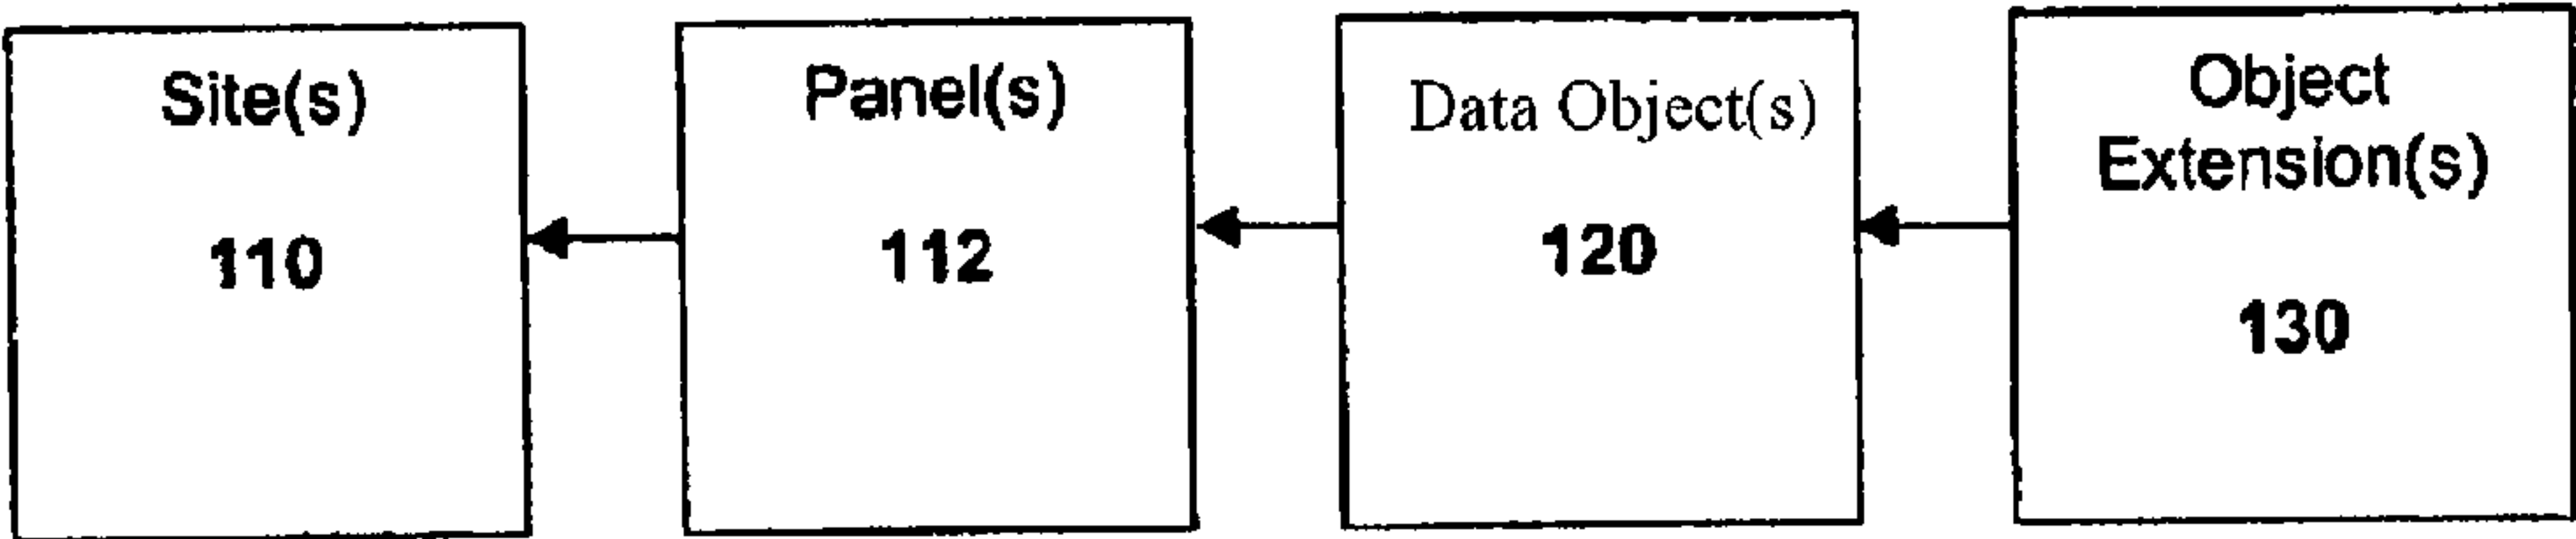 Site(s)
110
Panel(s)
112
Data Object(s)
120
Object
Extension(s)
130